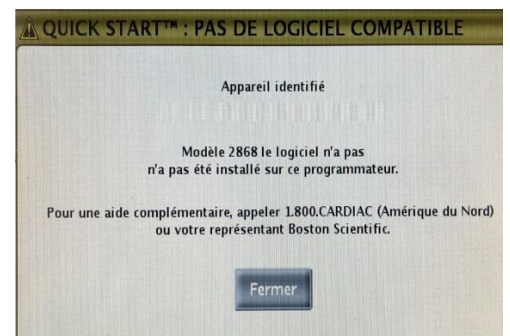 QUICK START™ : PAS DE LOGICIEL COMPATIBLE
Appareil identifié
Modèle 2868 le logiciel n'a pas
n'a pas été installé sur ce programmateur.
Pour une aide complémentaire, appeler 1.800.CARDIAC (Amérique du Nord)
ou votre représentant Boston Scientific.
Fermer